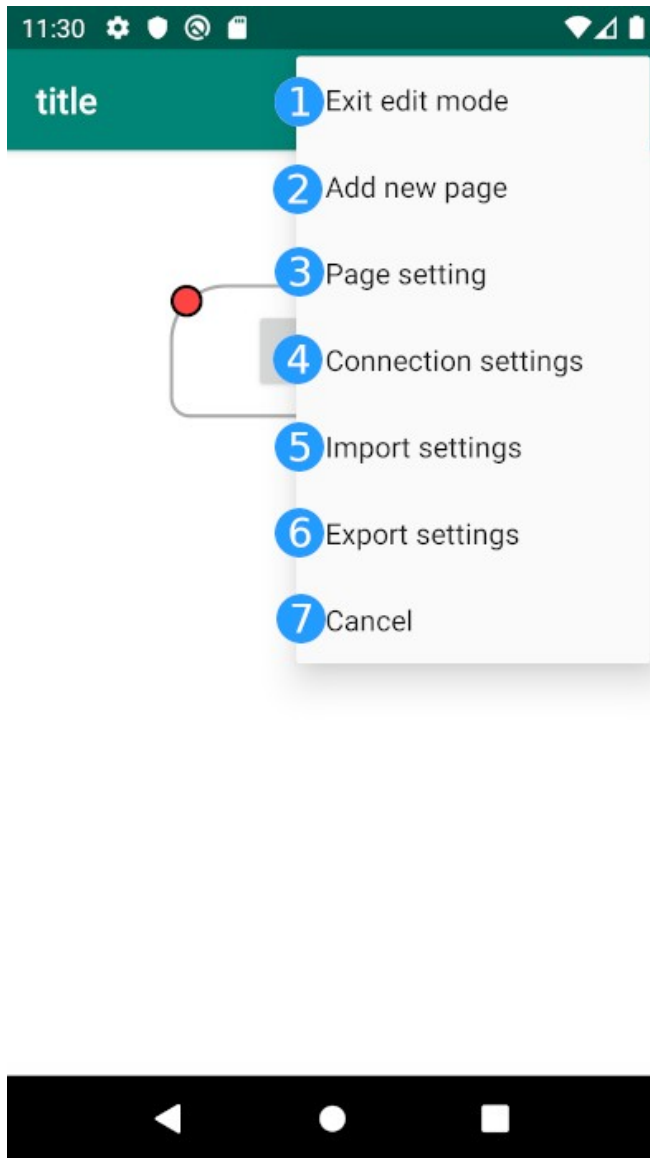 11:30
title
1 Exit edit mode
2 Add new page
3 Page setting
4 Connection settings
5 Import settings
6 Export settings
7 Cancel